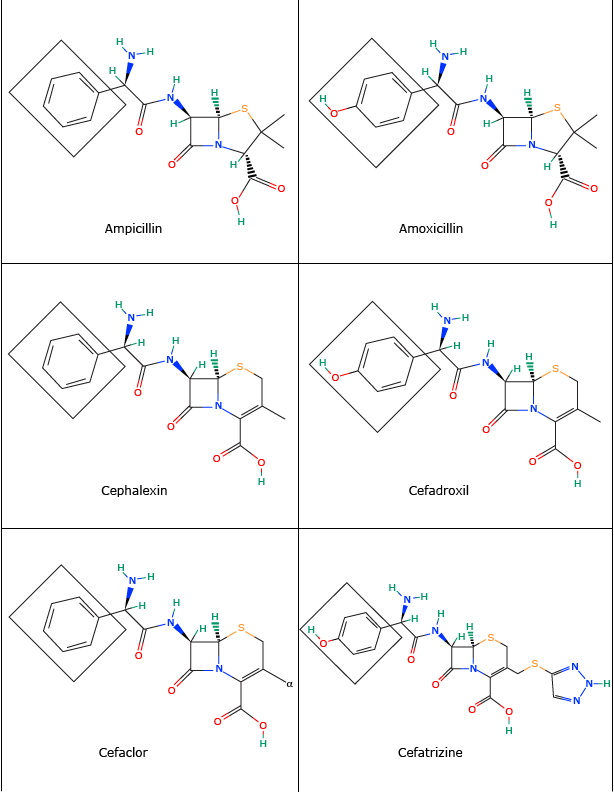 H
N H
H
H
N H
S
H
O
N
O H
O
O
H
Ampicillin
H
N H
H
H
H
N H
O S
H
O
N
O H
O
O
H
Amoxicillin
H
N H
H
H
N H
H S
O
N
O
O O
H
Cephalexin
H
N H
H
H
H
N H
H S
O
O
N
O
O O
H
Cefadroxil
H
N H
H
H
N H
H S
O
N
O
α
O O
H
Cefaclor
H
N H
H
H H
N H
O H S
O
S N
N
O N H
N
O O
H
Cefatrizine